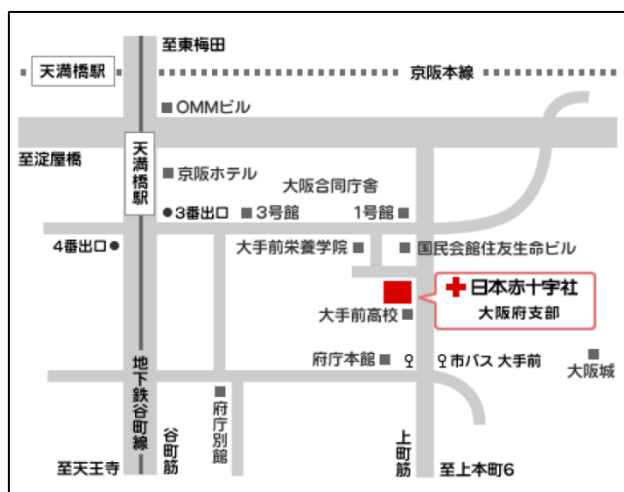 至東梅田
天満橋駅
京阪本線
OMMビル
至淀屋橋
天満橋駅
京阪ホテル
大阪合同庁舎
3番出口
3号館
1号館
4番出口
大手前栄養学院
国民会館住友生命ビル
日本赤十字社
大阪府支部
大手前高校
府庁本館
市バス 大手前
大阪城
地下鉄谷町線
谷町筋
府庁別館
上町筋
至天王寺
至上本町6